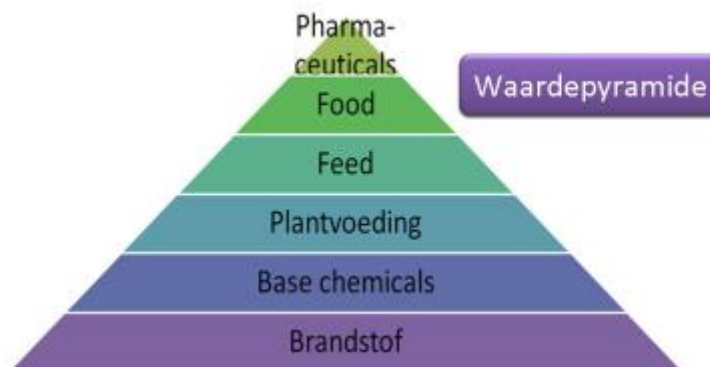 Pharma-
ceuticals
Waardepyramide
Food
Feed
Plantvoeding
Base chemicals
Brandstof